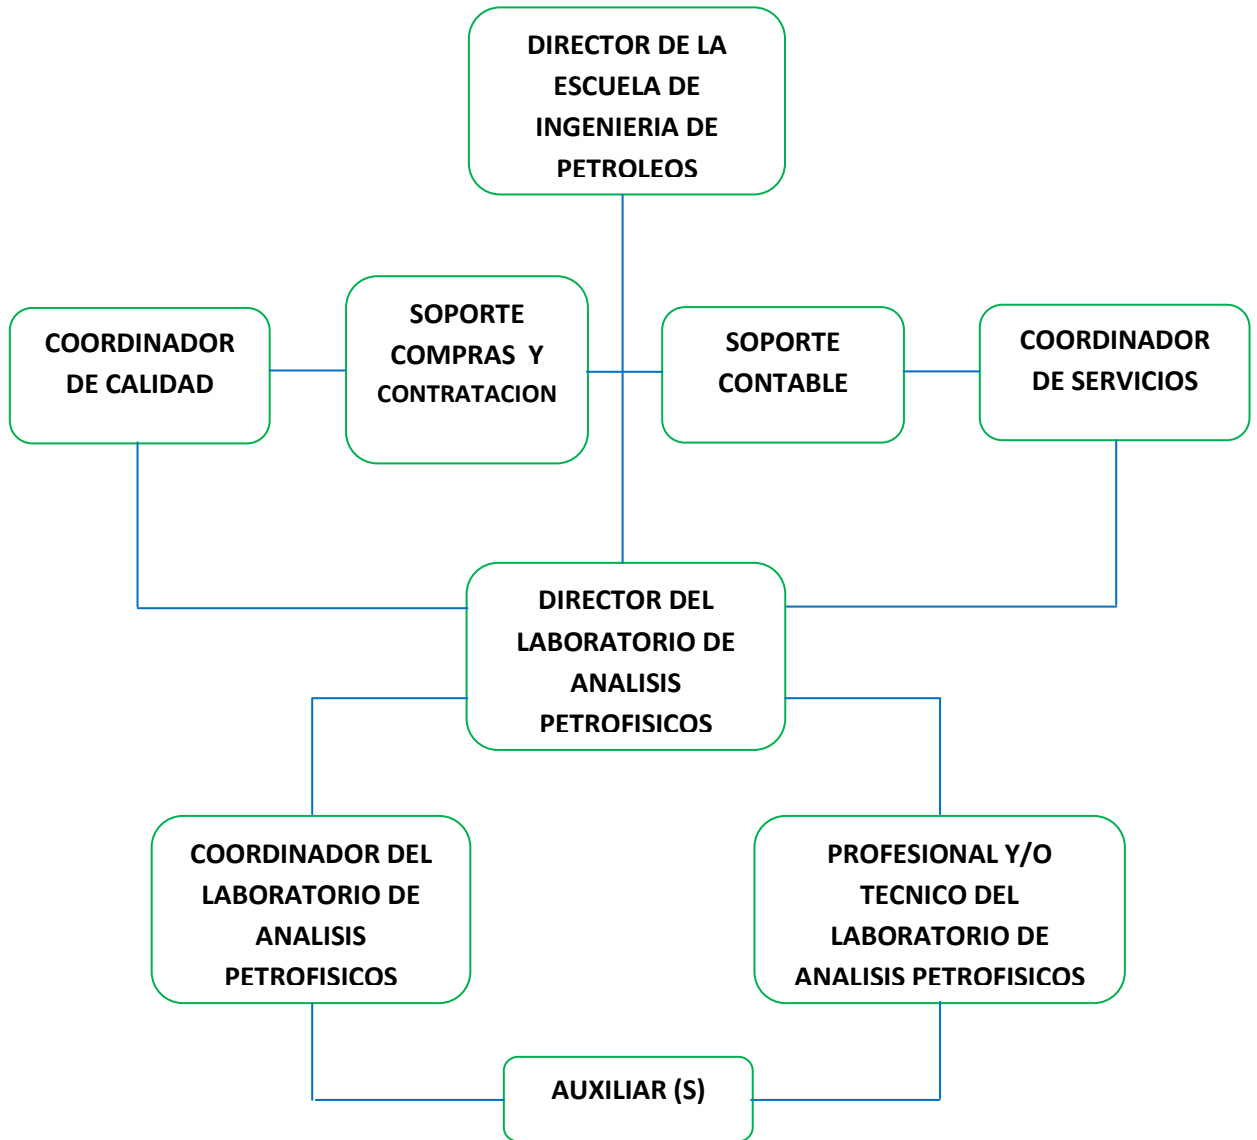 DIRECTOR DE LA
ESCUELA DE
INGENIERIA DE
PETROLEOS
COORDINADOR
DE CALIDAD
SOPORTE
COMPRAS Y
CONTRATACION
SOPORTE
CONTABLE
COORDINADOR
DE SERVICIOS
DIRECTOR DEL
LABORATORIO DE
ANALISIS
PETROFISICOS
COORDINADOR DEL
LABORATORIO DE
ANALISIS
PETROFISICOS
PROFESIONAL Y/O
TECNICO DEL
LABORATORIO DE
ANALISIS PETROFISICOS
AUXILIAR (S)